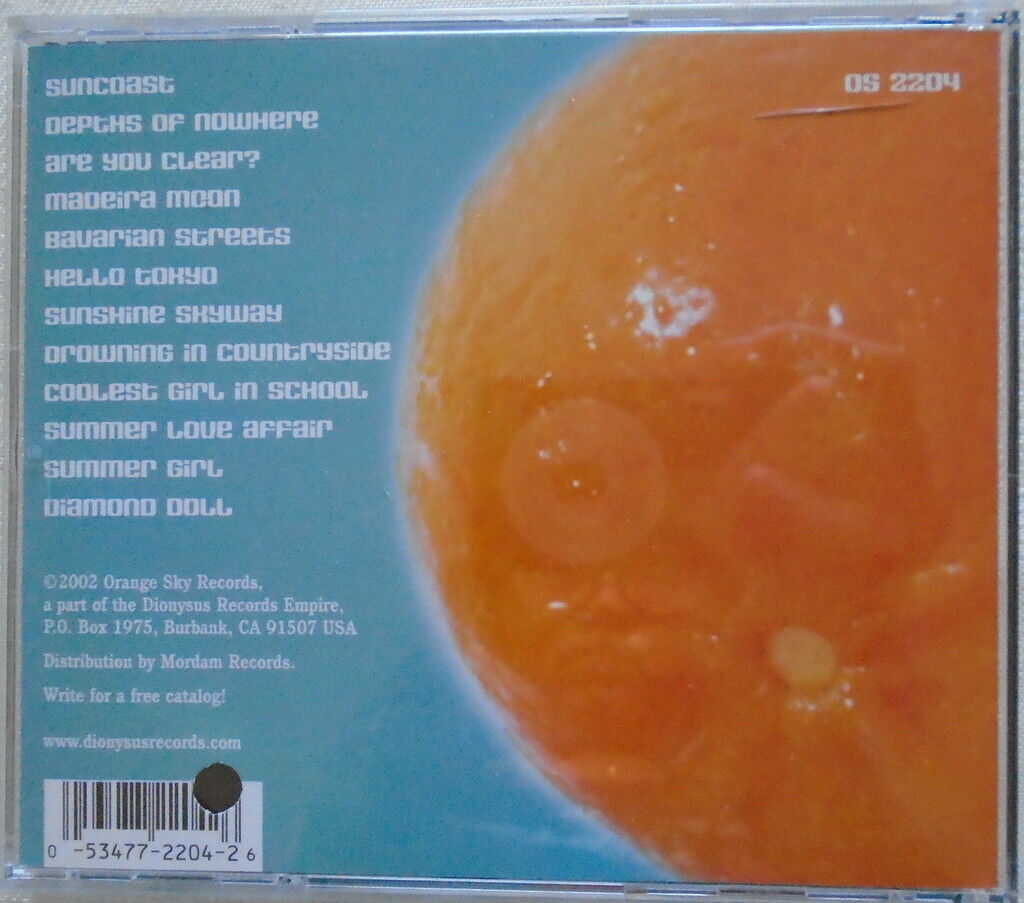 Suncoast
Depths of Nowhere
Are you clear?
Madeira Moon
Bavarian Streets
Hello Tokyo
Sunshine Skyway
Drowning in Countryside
Coolest Girl in School
Summer Love Affair
Summer Girl
Diamond Doll
OS 2204
©2002 Orange Sky Records,
a part of the Dionysus Records Empire,
P.O. Box 1975, Burbank, CA 91507 USA
Distribution by Mordam Records.
Write for a free catalog!
www.dionysusrecords.com
0 -53477-2204-2 6